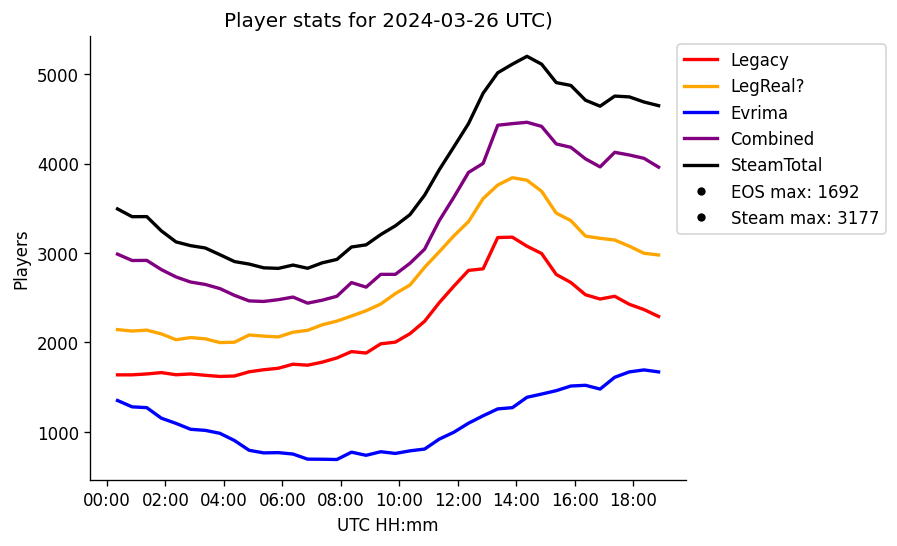 Player stats for 2024-03-26 UTC)
5000
4000
3000
2000
1000
Players
00:00 02:00 04:00 06:00 08:00 10:00 12:00 14:00 16:00 18:00
UTC HH:mm
Legacy
LegReal?
Evrima
Combined
SteamTotal
EOS max: 1692
Steam max: 3177